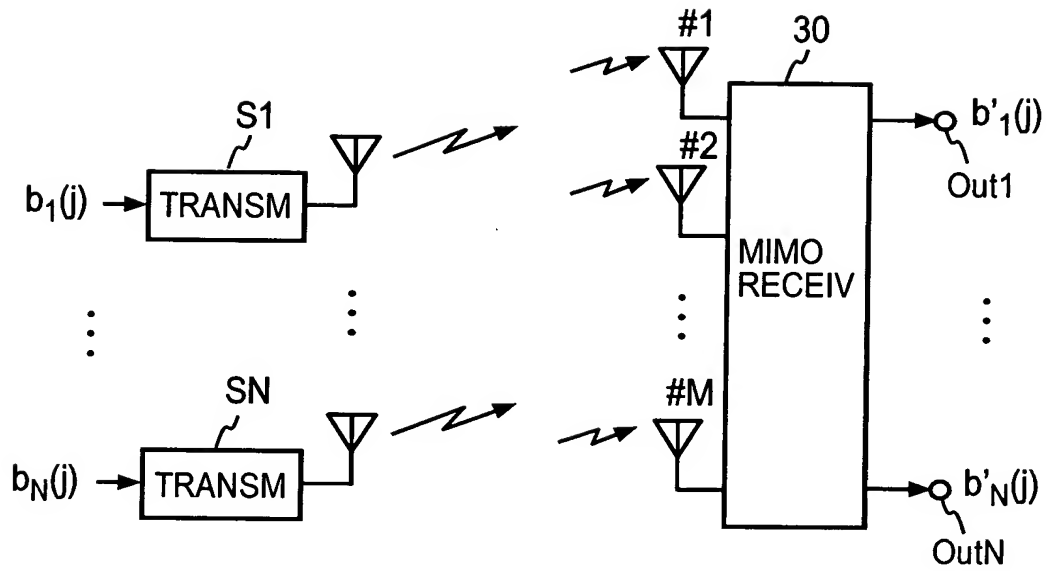 #1
30
S1
b'1(j)
#2
b1(j)
TRANSM
Out1
MIMO
RECEIV
SN
#M
bN(j)
TRANSM
b'N(j)
OutN